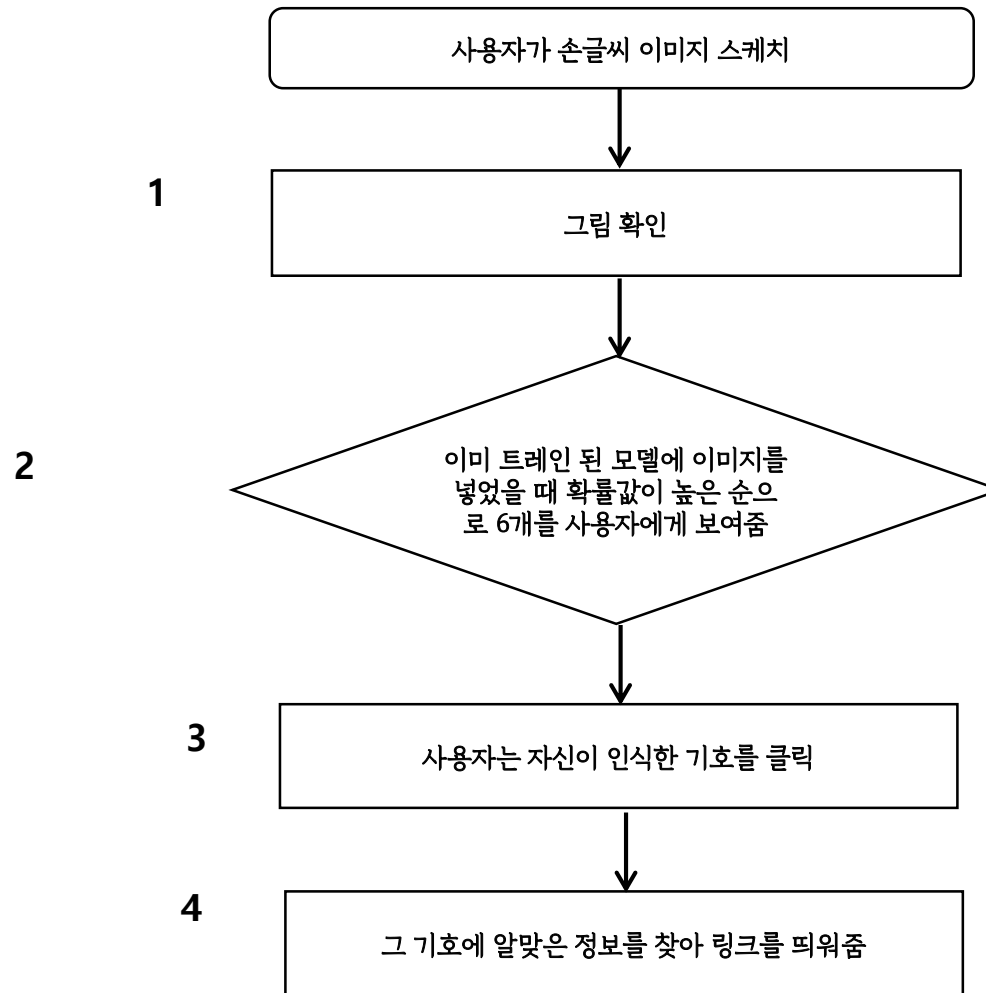 사용자가 손글씨 이미지 스케치
1
그림 확인
2
이미 트레인 된 모델에 이미지를
넣었을 때 확률값이 높은 순으
로 6개를 사용자에게 보여줌
3
사용자는 자신이 인식한 기호를 클릭
4
그 기호에 알맞은 정보를 찾아 링크를 띄워줌